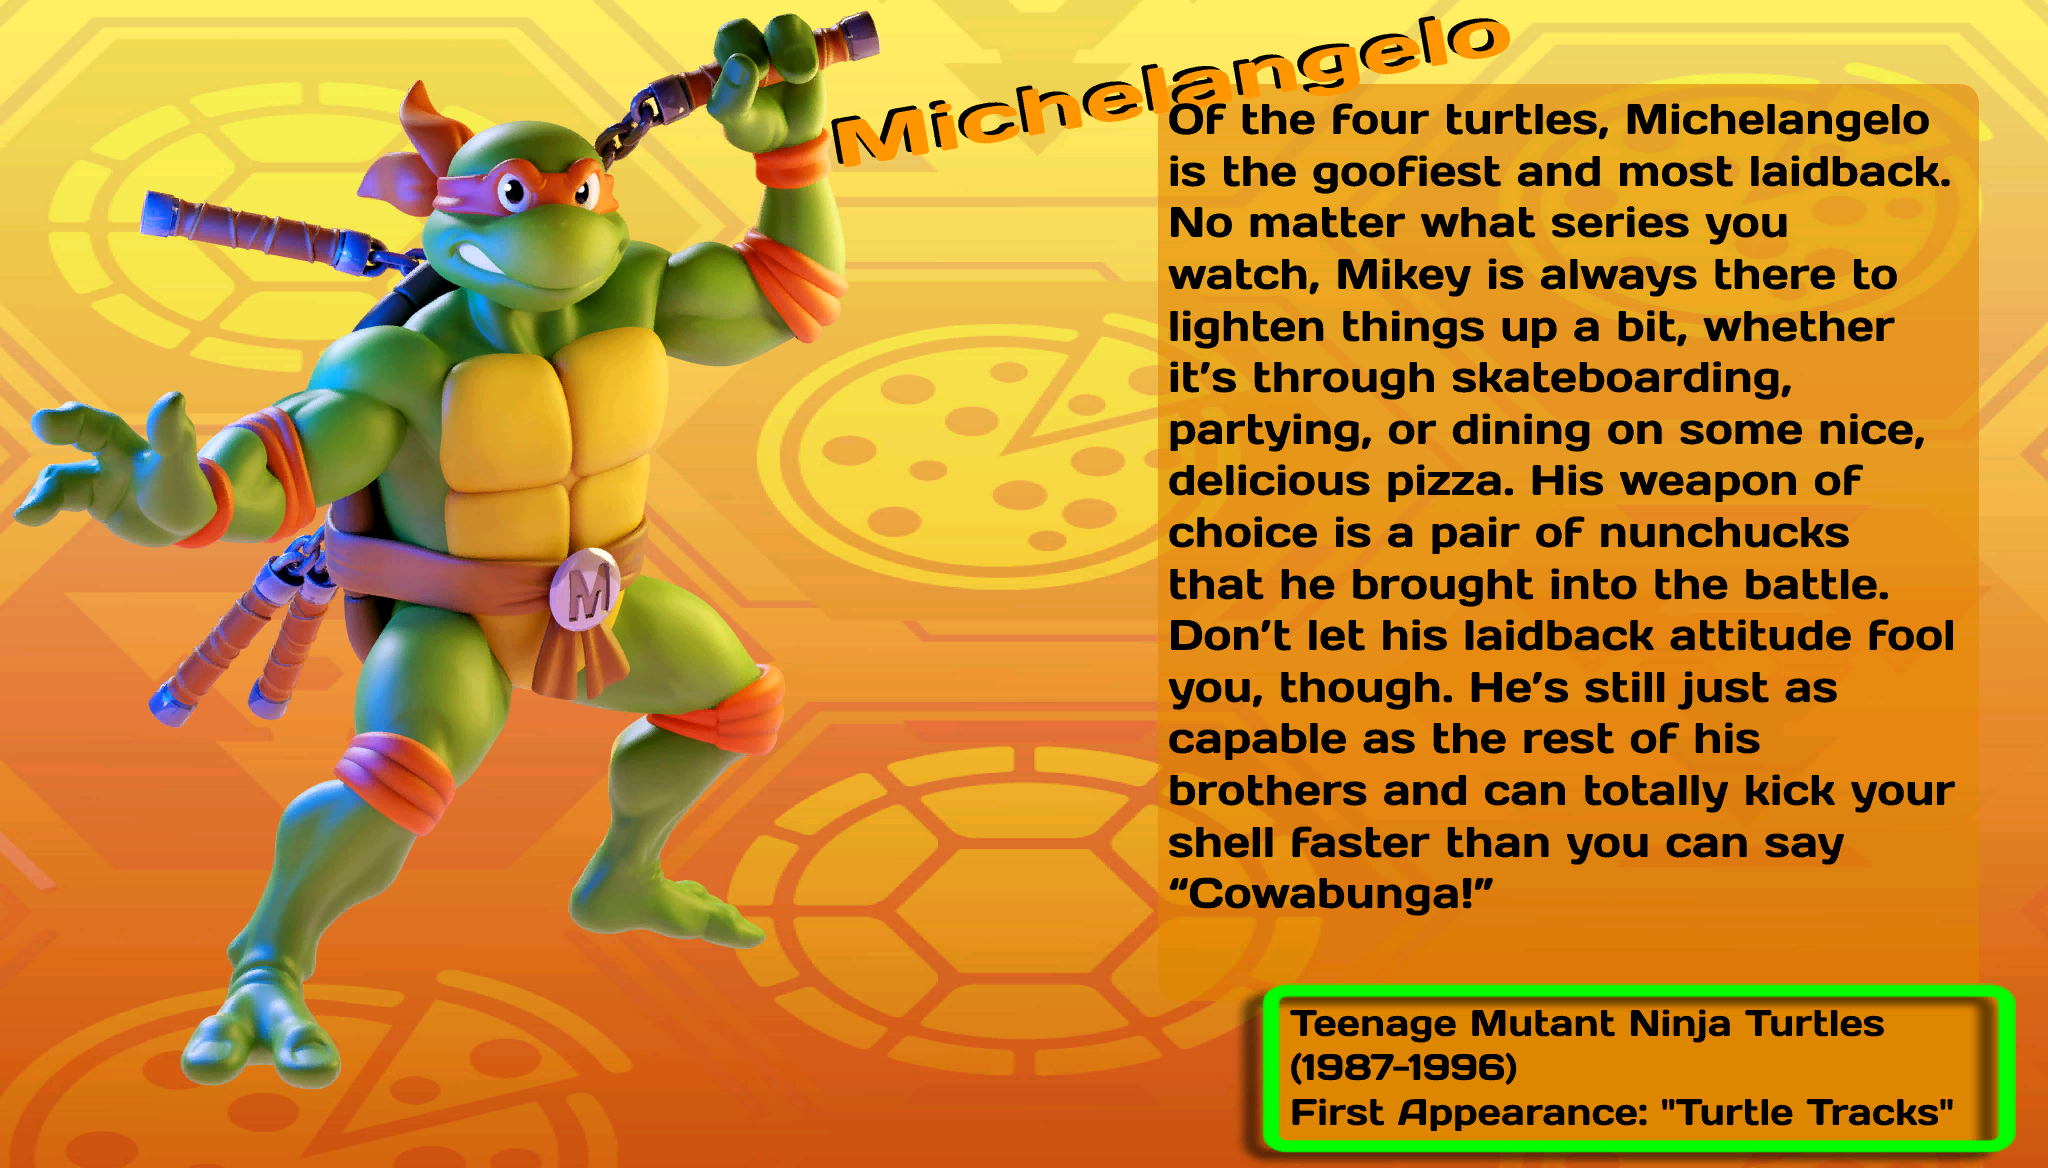 Michelangelo
Of the four turtles, Michelangelo
is the goofiest and most laidback.
No matter what series you
watch, Mikey is always there to
lighten things up a bit, whether
it’s through skateboarding,
partying, or dining on some nice,
delicious pizza. His weapon of
choice is a pair of nunchucks
that he brought into the battle.
Don’t let his laidback attitude fool
you, though. He’s still just as
capable as the rest of his
brothers and can totally kick your
shell faster than you can say
“Cowabunga!”
M
Teenage Mutant Ninja Turtles
(1987-1996)
First Appearance: "Turtle Tracks"